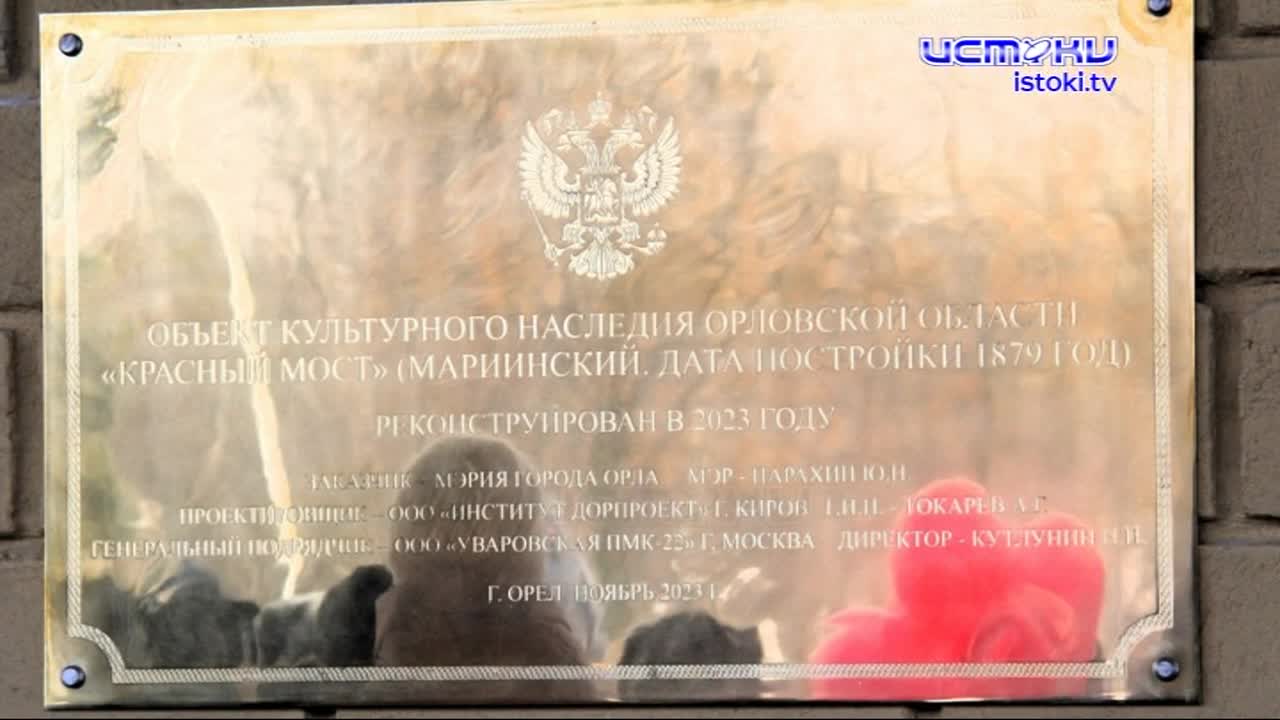 истоки
istoki.tv
ОБЪЕКТ КУЛЬТУРНОГО НАСЛЕДИЯ ОРЛОВСКОЙ ОБЛАСТИ
«КРАСНЫЙ МОСТ» (МАРИИНСКИЙ. ДАТА ПОСТРОЙКИ 1879 ГОД)
РЕКОНСТРУИРОВАН В 2023 ГОДУ
ЗАКАЗЧИК - МЭРИЯ ГОРОДА ОРЛА. МЭР - ПАРАХИН Ю.Н.
ПРОЕКТИРОВЩИК - ООО «ИНСТИТУТ ДОРПРОЕКТ» Г. КИРОВ Г.И.П. - ТОКАРЕВ А.Г.
ГЕНЕРАЛЬНЫЙ ПОДРЯДЧИК - ООО «УВАРОВСКАЯ ПМК-22» Г. МОСКВА ДИРЕКТОР - КУТЛУНИН
Г. ОРЕЛ НОЯБРЬ 2023 Г.